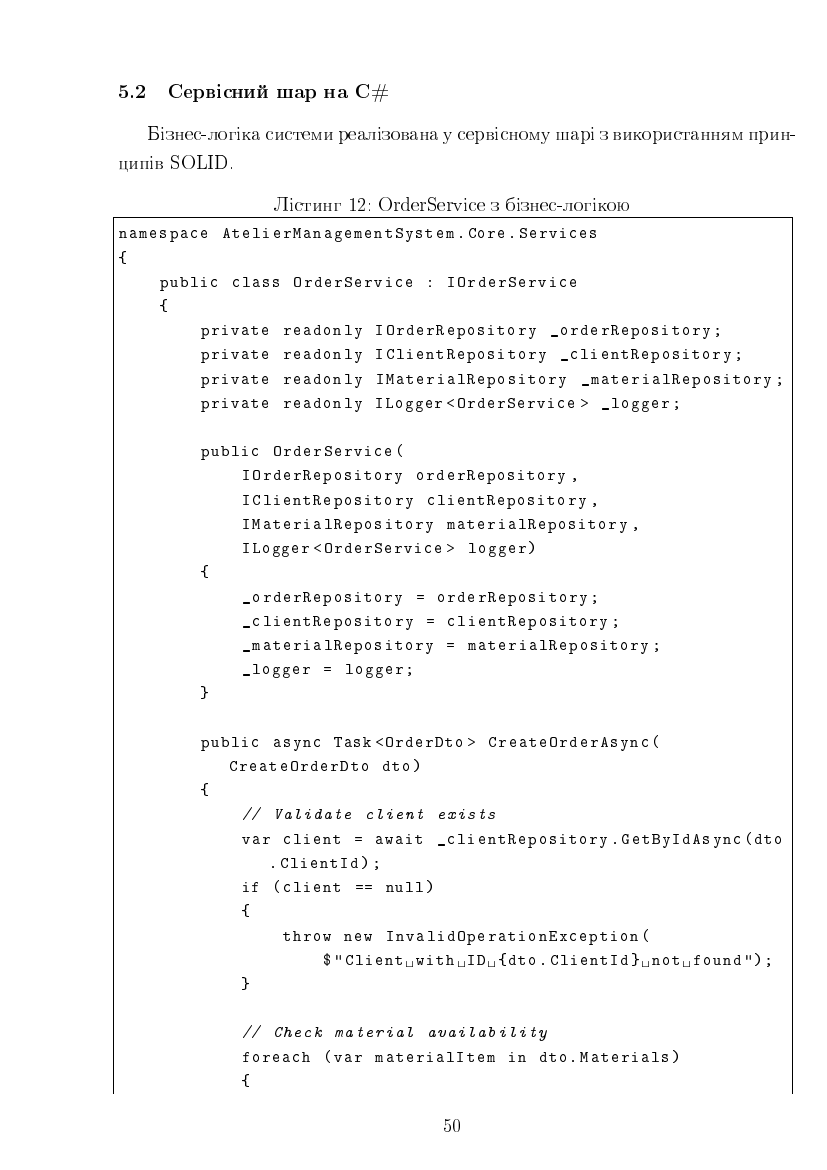 5.2 Сервісний шар на C#
Бізнес-логіка системи реалізована у сервісному шарі з використанням прин-
ципів SOLID.
Лістинг 12: OrderService з бізнес-логікою
namespace AtelierManagementSystem.Core.Services
{
    public class OrderService : IOrderService
    {
        private readonly IOrderRepository _orderRepository;
        private readonly IClientRepository _clientRepository;
        private readonly IMaterialRepository _materialRepository;
        private readonly ILogger<OrderService> _logger;

        public OrderService(
            IOrderRepository orderRepository,
            IClientRepository clientRepository,
            IMaterialRepository materialRepository,
            ILogger<OrderService> logger)
        {
            _orderRepository = orderRepository;
            _clientRepository = clientRepository;
            _materialRepository = materialRepository;
            _logger = logger;
        }

        public async Task<OrderDto> CreateOrderAsync(
           CreateOrderDto dto)
        {
            // Validate client exists
            var client = await _clientRepository.GetByIdAsync(dto
               .ClientId);
            if (client == null)
            {
                throw new InvalidOperationException(
                    $"Client␣with␣ID␣{dto.ClientId}␣not␣found");
            }

            // Check material availability
            foreach (var materialItem in dto.Materials)
            {
50